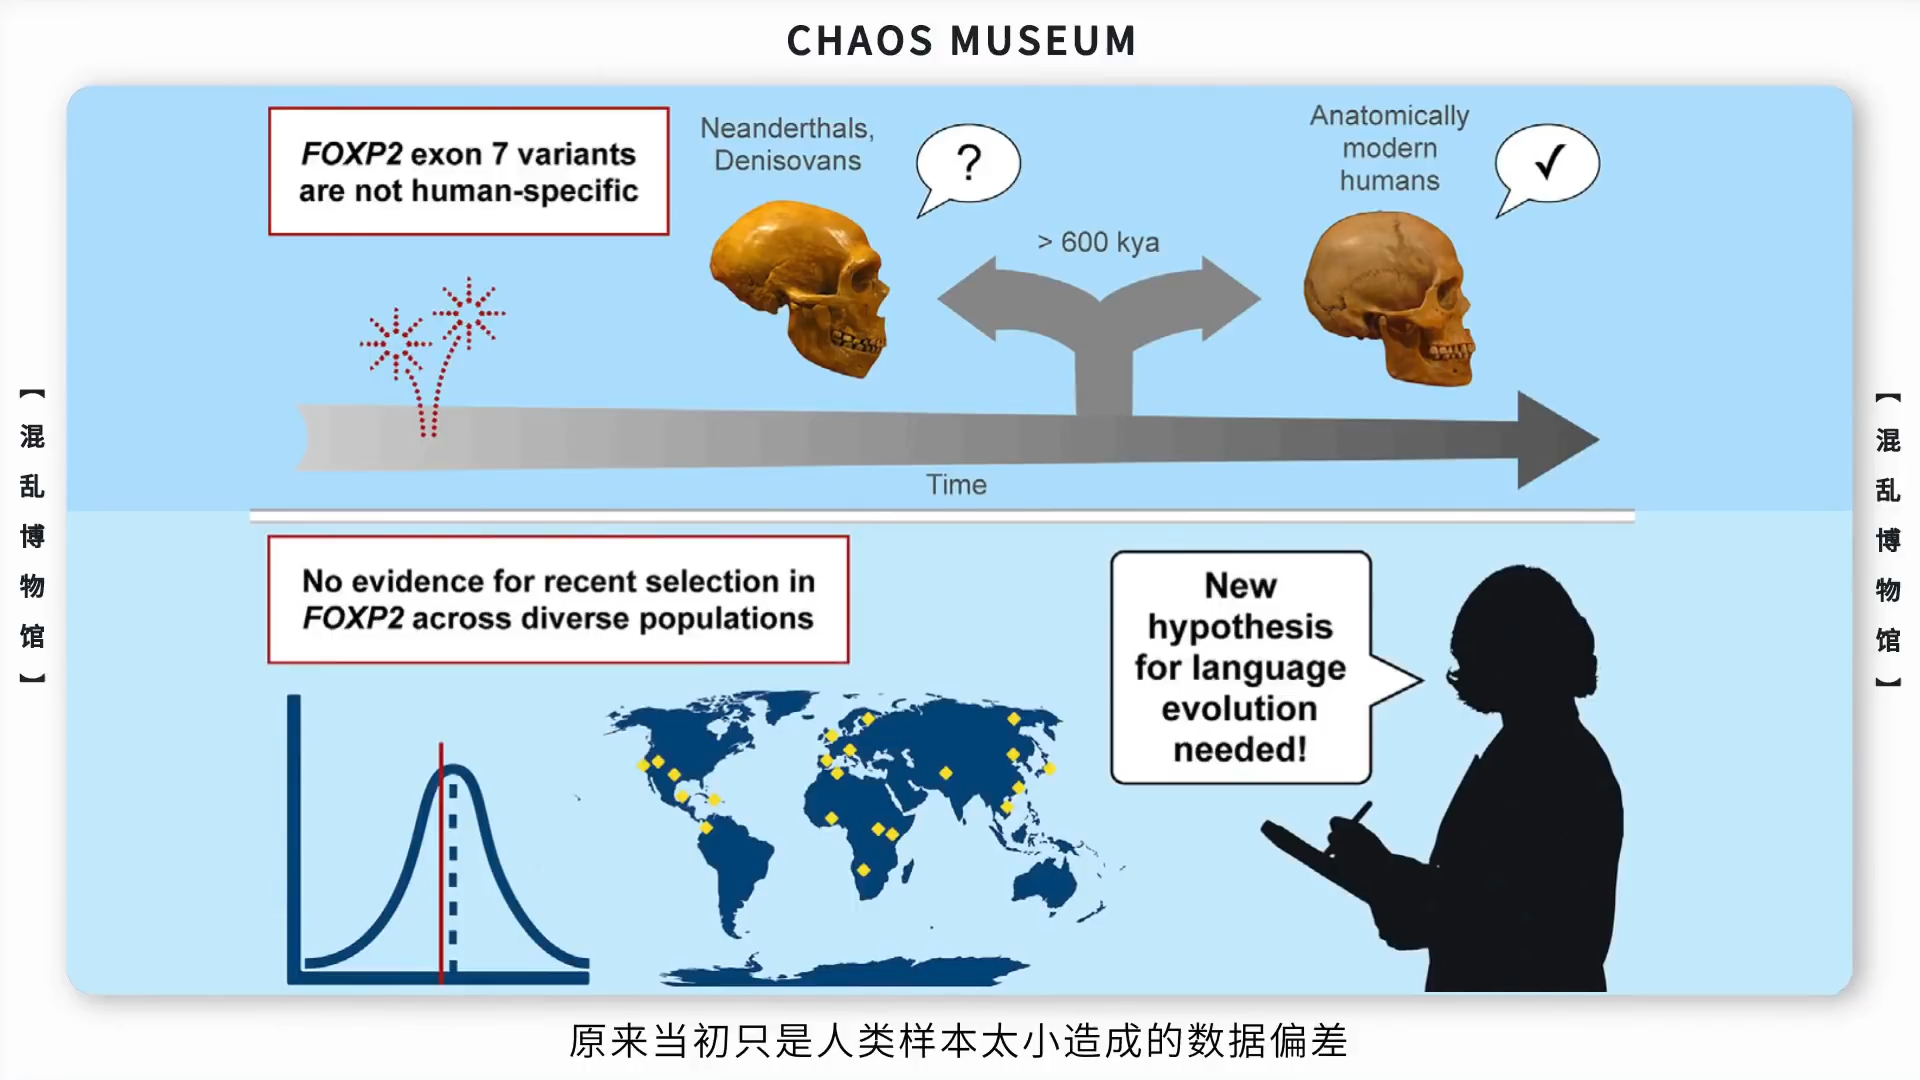 CHAOS MUSEUM
FOXP2 exon 7 variants
are not human-specific
Neanderthals,
Denisovans
?
> 600 kya
Anatomically
modern
humans
✓
Time
No evidence for recent selection in
FOXP2 across diverse populations
New
hypothesis
for language
evolution
needed!
【混乱博物馆】
【混乱博物馆】
原来当初只是人类样本太小造成的数据偏差